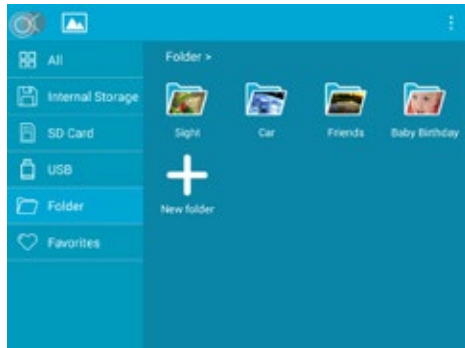 All
Internal Storage
SD Card
USB
Folder
Favorites
Folder >
Sight
Car
Friends
Baby Birthday
New folder